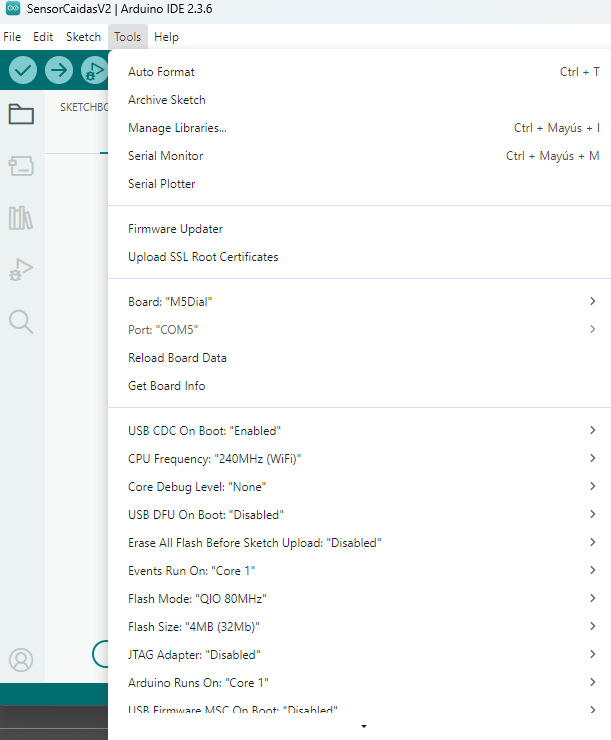 SensorCaidasV2 | Arduino IDE 2.3.6
File Edit Sketch Tools Help
SKETCHBO
Auto Format Ctrl + T
Archive Sketch
Manage Libraries... Ctrl + Mayús + I
Serial Monitor Ctrl + Mayús + M
Serial Plotter
Firmware Updater
Upload SSL Root Certificates
Board: "M5Dial"
Port: "COM5"
Reload Board Data
Get Board Info
USB CDC On Boot: "Enabled"
CPU Frequency: "240MHz (WiFi)"
Core Debug Level: "None"
USB DFU On Boot: "Disabled"
Erase All Flash Before Sketch Upload: "Disabled"
Events Run On: "Core 1"
Flash Mode: "QIO 80MHz"
Flash Size: "4MB (32Mb)"
JTAG Adapter: "Disabled"
Arduino Runs On: "Core 1"
USB Firmware MSC On Boot: "Disabled"